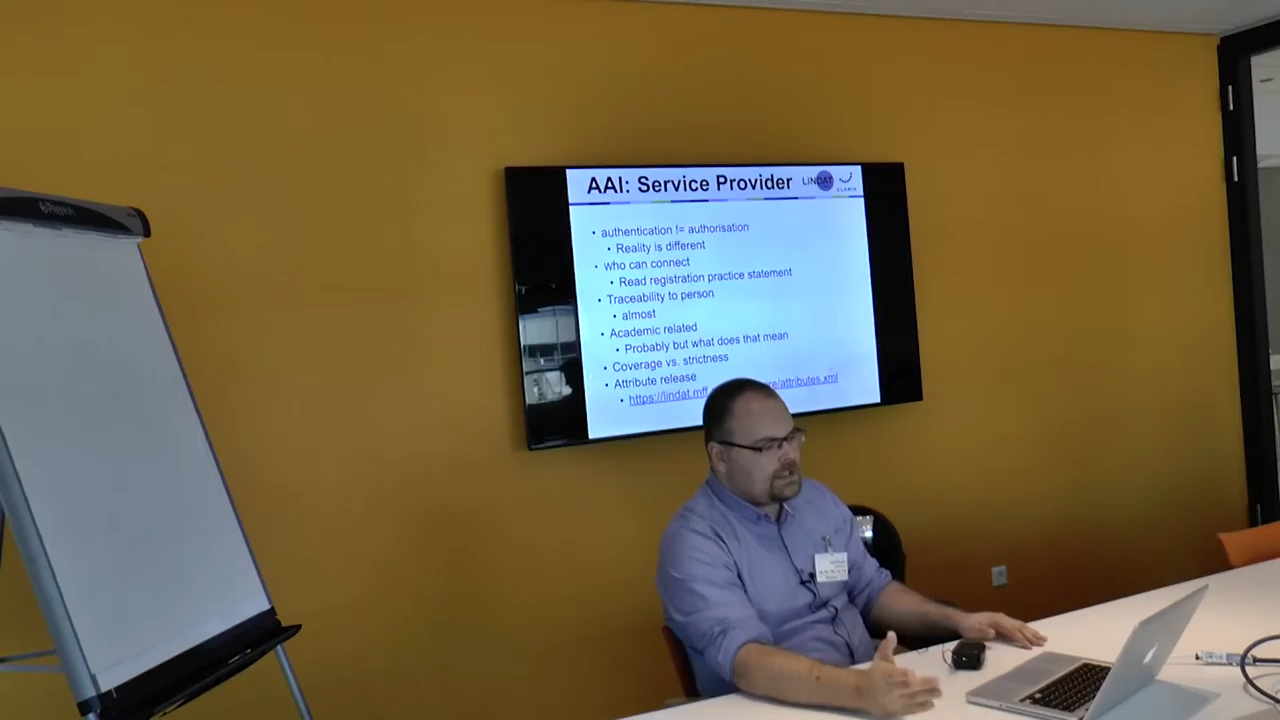 AAI: Service Provider
LINDAT
CLARIN
• authentication != authorisation
• Reality is different
• who can connect
• Read registration practice statement
• Traceability to person
• almost
• Academic related
• Probably but what does that mean
• Coverage vs. strictness
• Attribute release
• https://lindat.mff re/attributes.xml